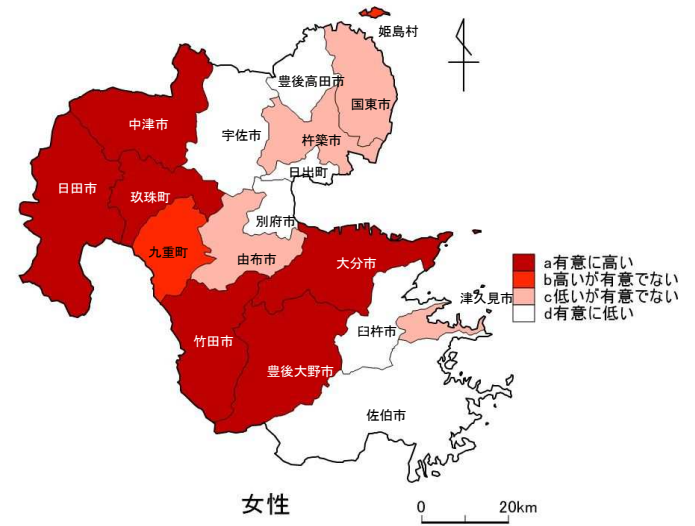 姫島村
豊後高田市
国東市
中津市
宇佐市
杵築市
日出町
日田市
玖珠町
別府市
九重町
由布市
大分市
a有意に高い
b高いが有意でない
c低いが有意でない
d有意に低い
津久見市
臼杵市
竹田市
豊後大野市
佐伯市
女性
0 20km